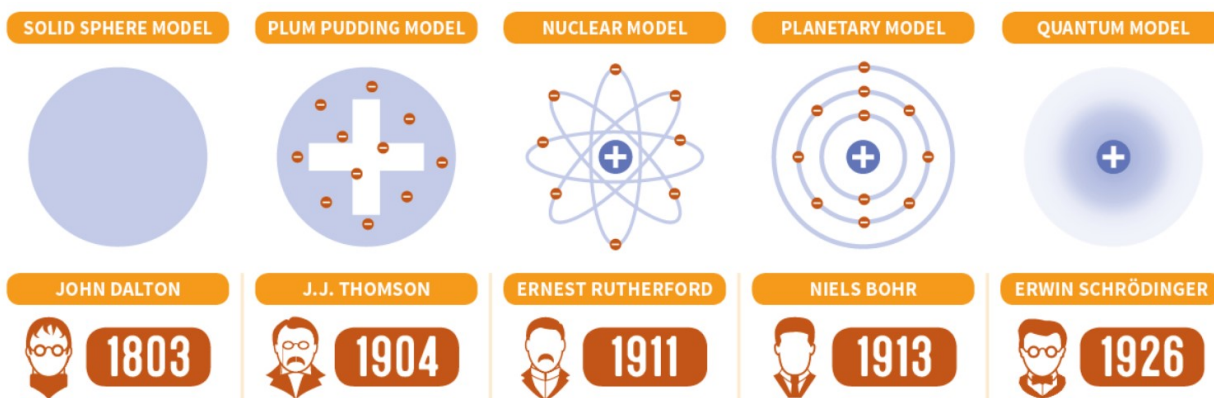 SOLID SPHERE MODEL
PLUM PUDDING MODEL
NUCLEAR MODEL
PLANETARY MODEL
QUANTUM MODEL
JOHN DALTON
J.J. THOMSON
ERNEST RUTHERFORD
NIELS BOHR
ERWIN SCHRÖDINGER
1803
1904
1911
1913
1926